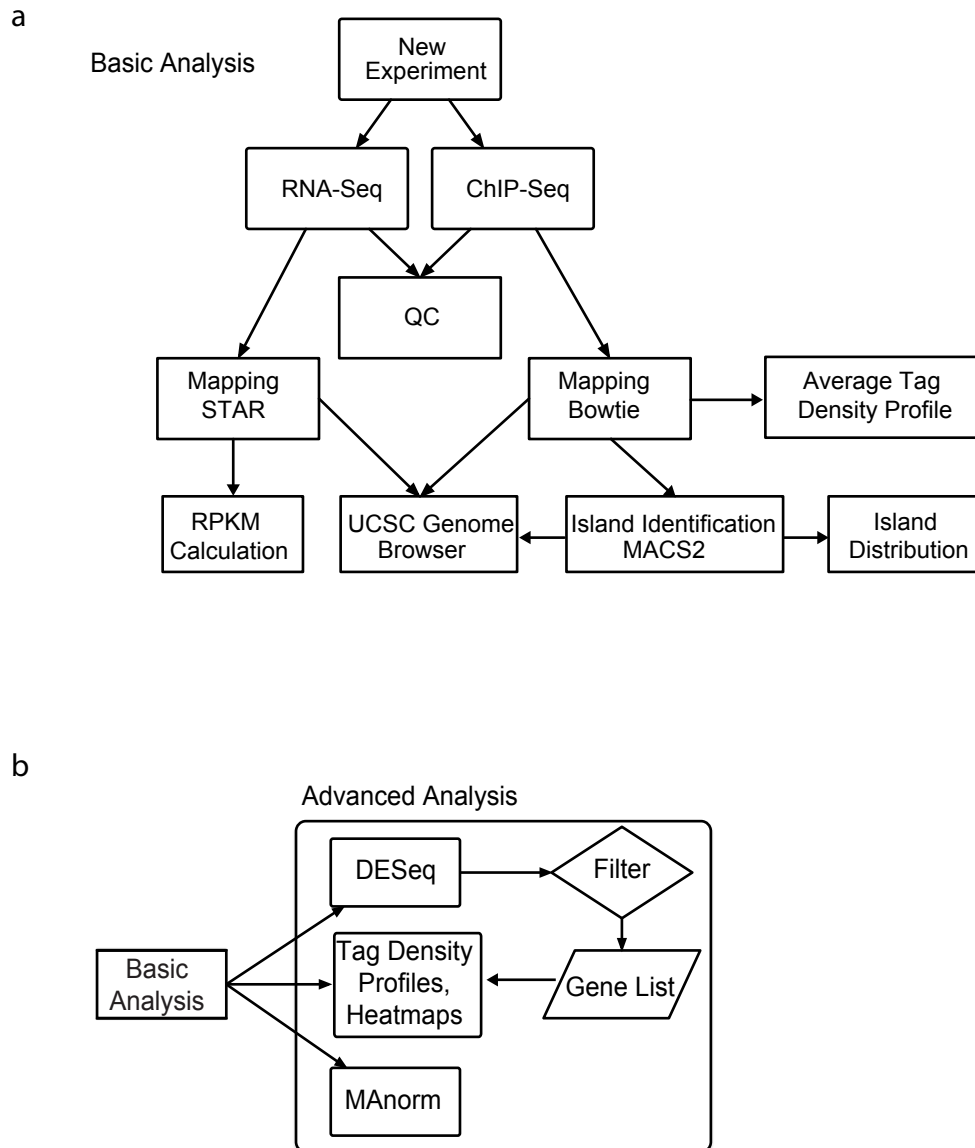 a
Basic Analysis
New
Experiment
RNA-Seq
ChIP-Seq
QC
Mapping
STAR
Mapping
Bowtie
Average Tag
Density Profile
RPKM
Calculation
UCSC Genome
Browser
Island Identification
MACS2
Island
Distribution
b
Advanced Analysis
DESeq
Filter
Basic
Analysis
Tag Density
Profiles,
Heatmaps
Gene List
MAnorm